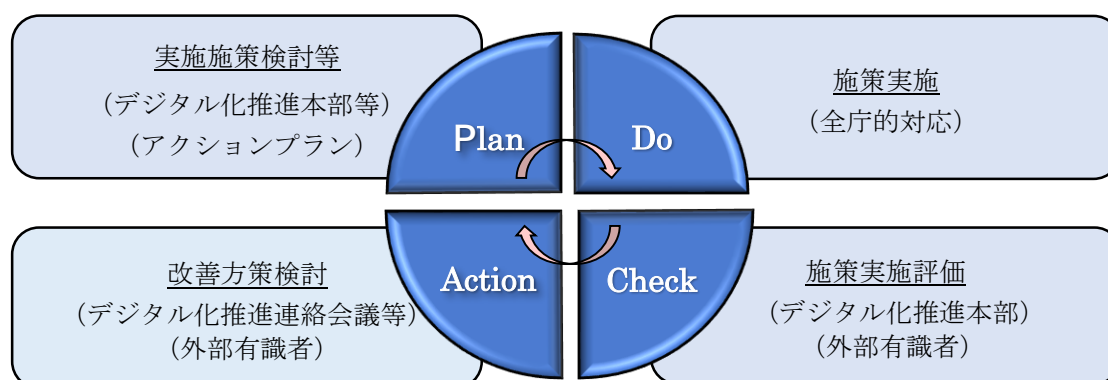 実施施策検討等
（デジタル化推進本部等）
（アクションプラン）
Plan
Do
施策実施
（全庁的対応）
改善方策検討
（デジタル化推進連絡会議等）
（外部有識者）
Action
Check
施策実施評価
（デジタル化推進本部）
（外部有識者）